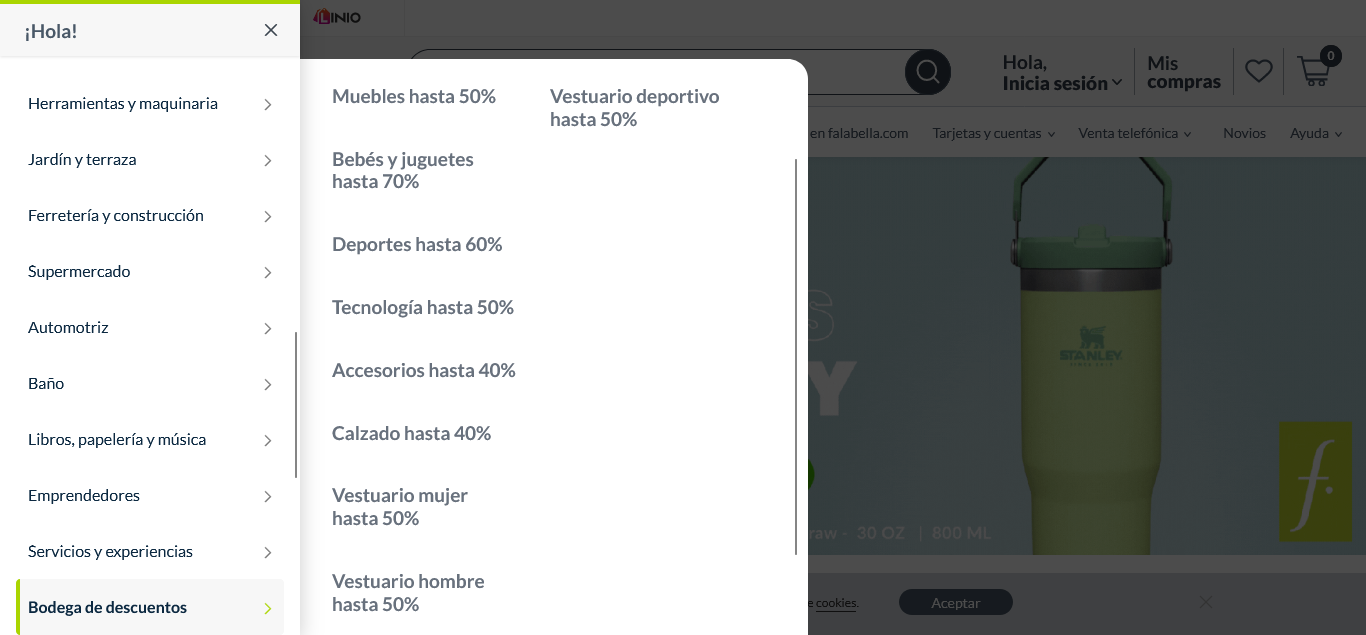 ¡Hola!
Herramientas y maquinaria
Jardín y terraza
Ferretería y construcción
Supermercado
Automotriz
Baño
Libros, papelería y música
Emprendedores
Servicios y experiencias
Bodega de descuentos
Muebles hasta 50%
Bebés y juguetes
hasta 70%
Deportes hasta 60%
Tecnología hasta 50%
Accesorios hasta 40%
Calzado hasta 40%
Vestuario mujer
hasta 50%
Vestuario hombre
hasta 50%
Vestuario deportivo
hasta 50%
LINIO
Hola,
Inicia sesión
Mis
compras
0
en falabella.com
Tarjetas y cuentas
Venta telefónica
Novios
Ayuda
S
Y
STANLEY
raw - 30 OZ | 800 ML
f.
cookies.
Aceptar